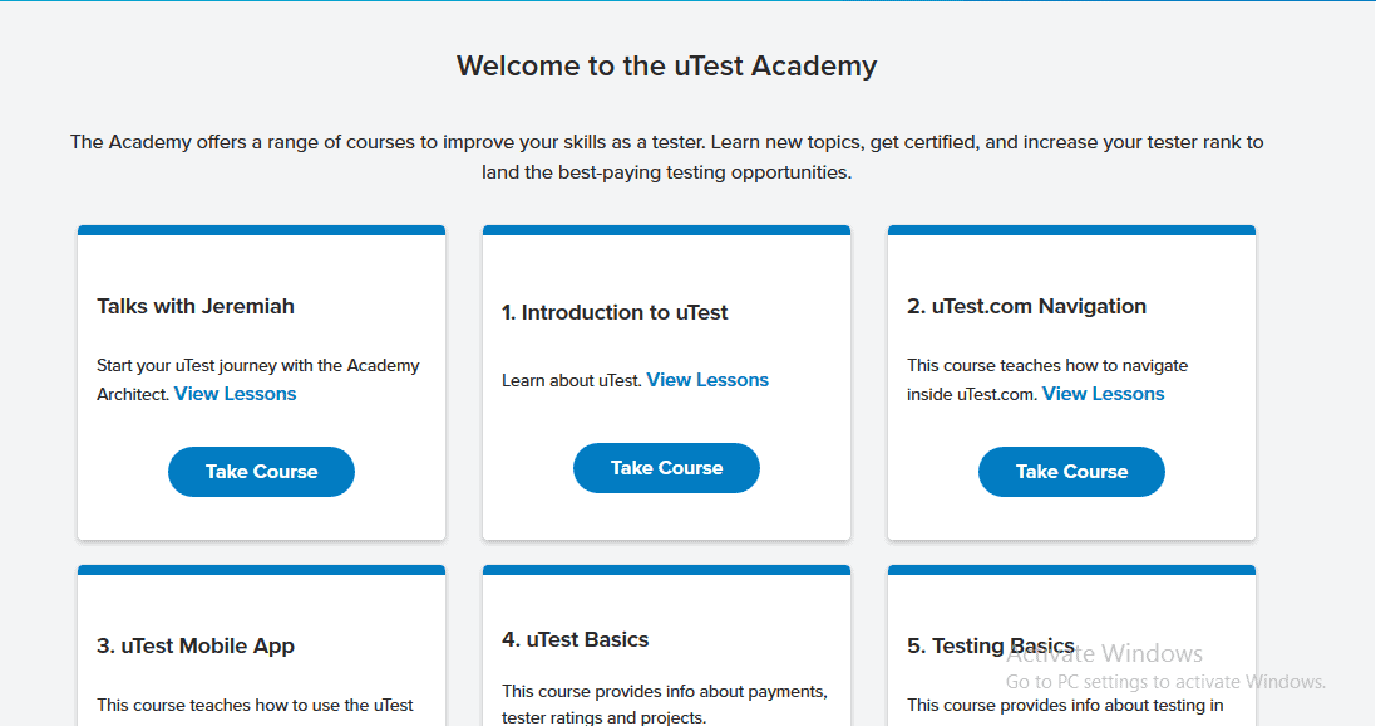 Welcome to the uTest Academy
The Academy offers a range of courses to improve your skills as a tester. Learn new topics, get certified, and increase your tester rank to
land the best-paying testing opportunities.
Talks with Jeremiah
Start your uTest journey with the Academy
Architect. View Lessons
Take Course
1. Introduction to uTest
Learn about uTest. View Lessons
Take Course
2. uTest.com Navigation
This course teaches how to navigate
inside uTest.com. View Lessons
Take Course
3. uTest Mobile App
This course teaches how to use the uTest
4. uTest Basics
This course provides info about payments,
tester ratings and projects.
5. Testing Basics
This course provides info about testing in
Activate Windows
Go to PC settings to activate Windows.